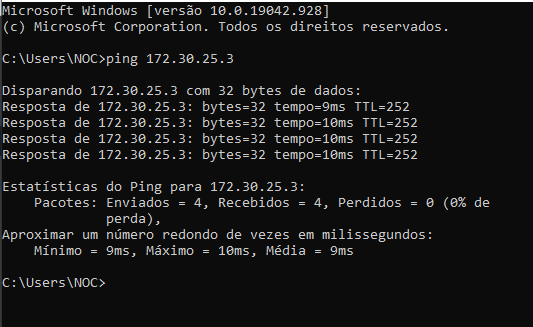 Microsoft Windows [versão 10.0.19042.928]
(c) Microsoft Corporation. Todos os direitos reservados.
C:\Users\NOC>ping 172.30.25.3
Disparando 172.30.25.3 com 32 bytes de dados:
Resposta de 172.30.25.3: bytes=32 tempo=9ms TTL=252
Resposta de 172.30.25.3: bytes=32 tempo=10ms TTL=252
Resposta de 172.30.25.3: bytes=32 tempo=10ms TTL=252
Resposta de 172.30.25.3: bytes=32 tempo=10ms TTL=252
Estatísticas do Ping para 172.30.25.3:
Pacotes: Enviados = 4, Recebidos = 4, Perdidos = 0 (0% de
perda),
Aproximar um número redondo de vezes em milissegundos:
Mínimo = 9ms, Máximo = 10ms, Média = 9ms
C:\Users\NOC>